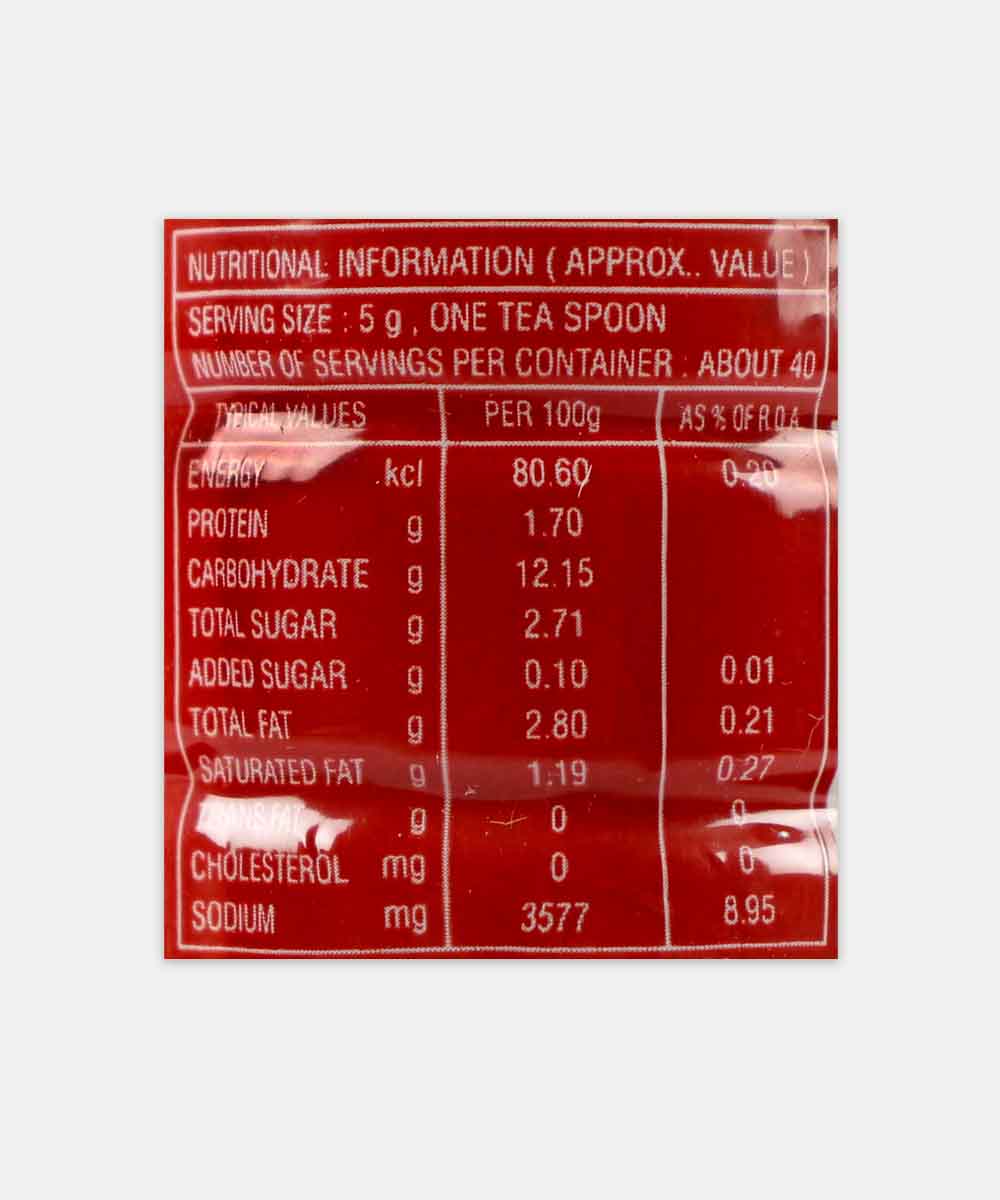 NUTRITIONAL INFORMATION ( APPROX.. VALUE )
SERVING SIZE : 5 g , ONE TEA SPOON
NUMBER OF SERVINGS PER CONTAINER : ABOUT 40
TYPICAL VALUES PER 100g AS % OF R.D.A
ENERGY kcl 80.60 0.20
PROTEIN g 1.70
CARBOHYDRATE g 12.15
TOTAL SUGAR g 2.71
ADDED SUGAR g 0.10 0.01
TOTAL FAT g 2.80 0.21
SATURATED FAT g 1.19 0.27
TRANS FAT g 0 0
CHOLESTEROL mg 0 0
SODIUM mg 3577 8.95